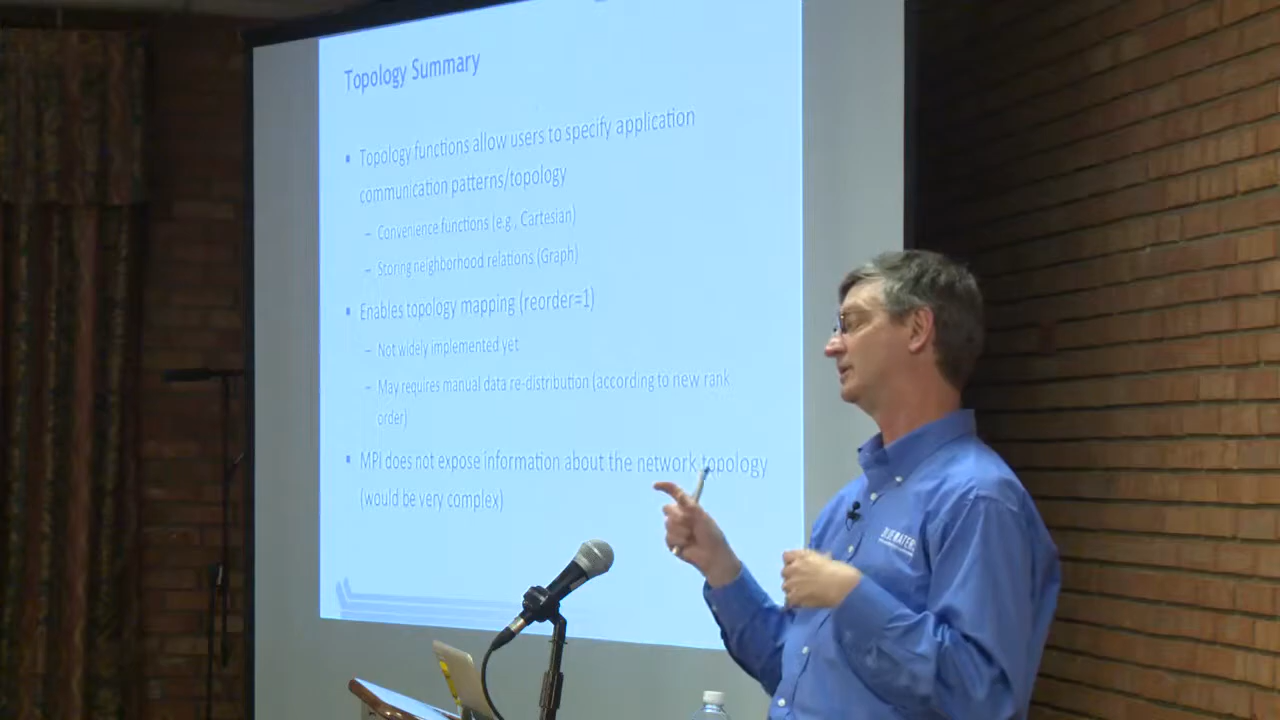 Topology Summary
▪ Topology functions allow users to specify application
communication patterns/topology
– Convenience functions (e.g., Cartesian)
– Storing neighborhood relations (Graph)
▪ Enables topology mapping (reorder=1)
– Not widely implemented yet
– May requires manual data re-distribution (according to new rank
order)
▪ MPI does not expose information about the network topology
(would be very complex)
BLUE WATERS